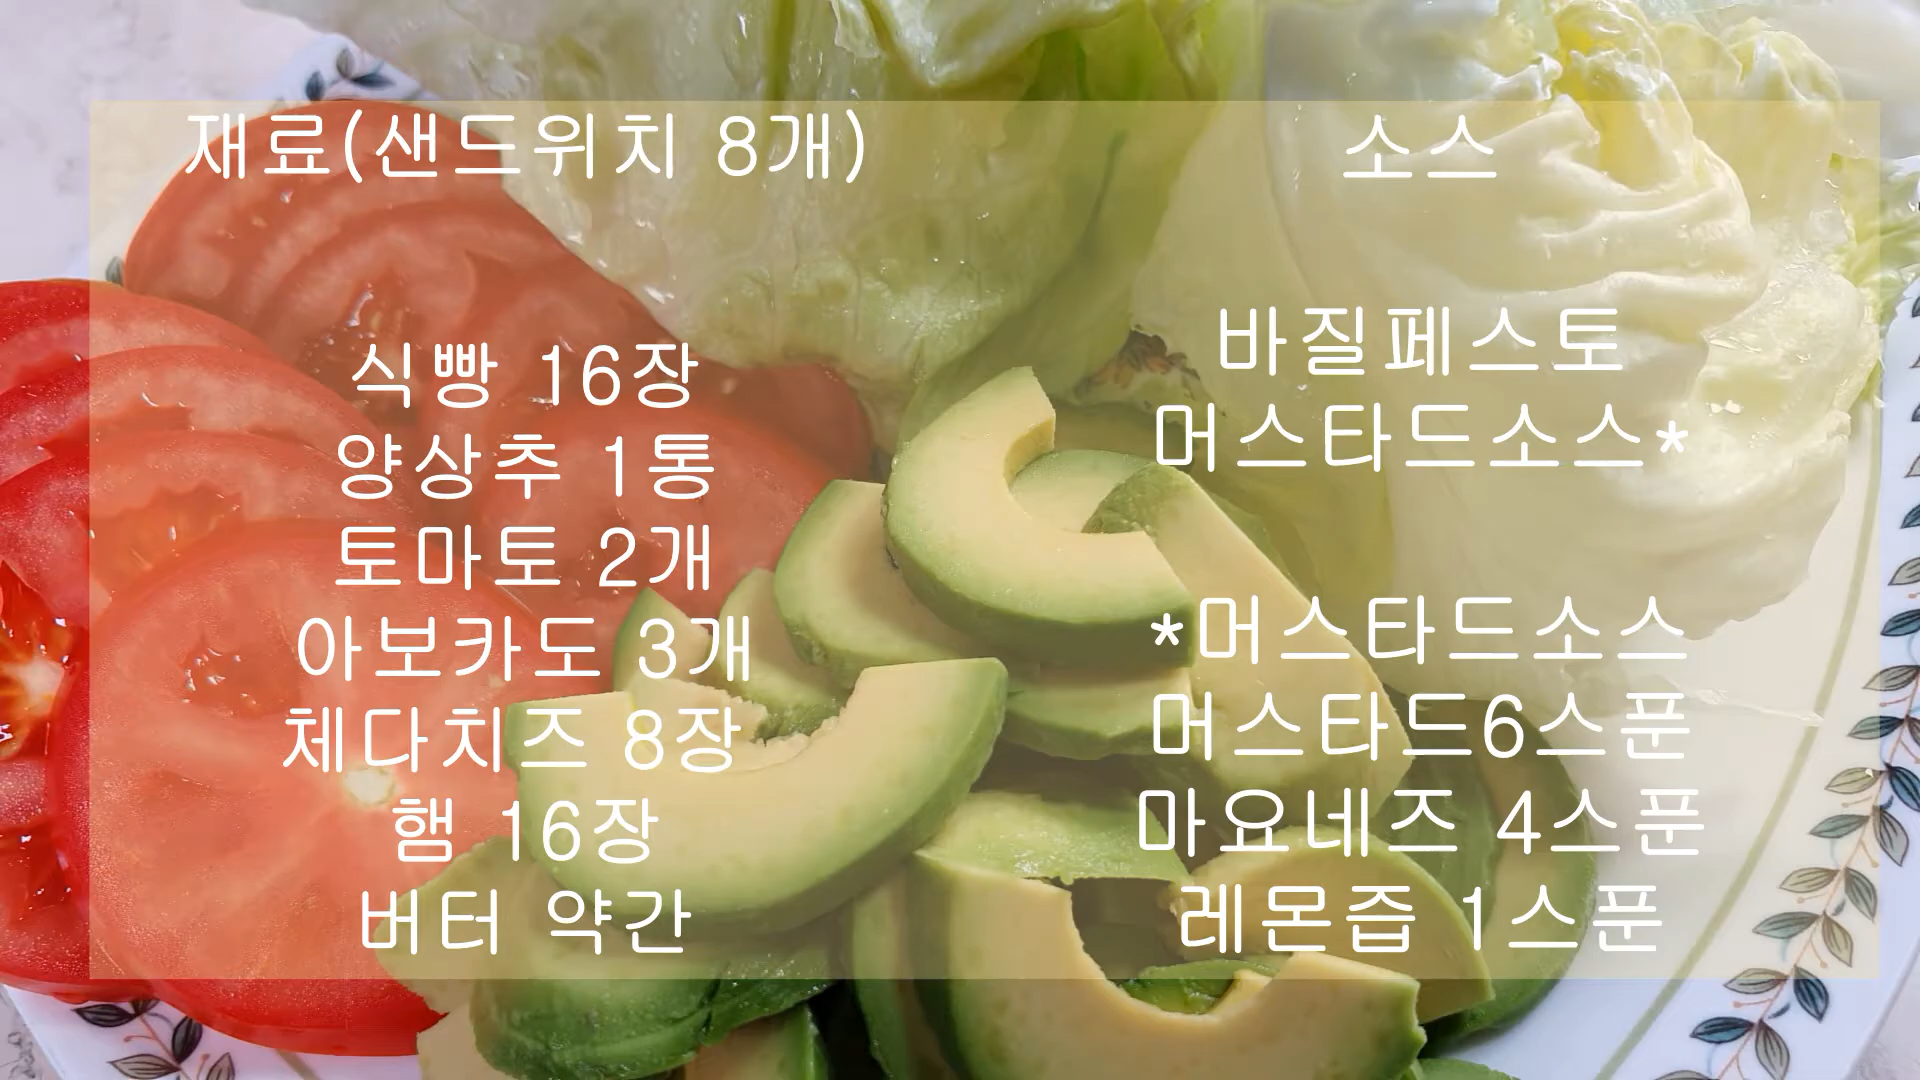 재료(샌드위치 8개)
식빵 16장
양상추 1통
토마토 2개
아보카도 3개
체다치즈 8장
햄 16장
버터 약간
소스
바질페스토
머스타드소스*
*머스타드소스
머스타드6스푼
마요네즈 4스푼
레몬즙 1스푼